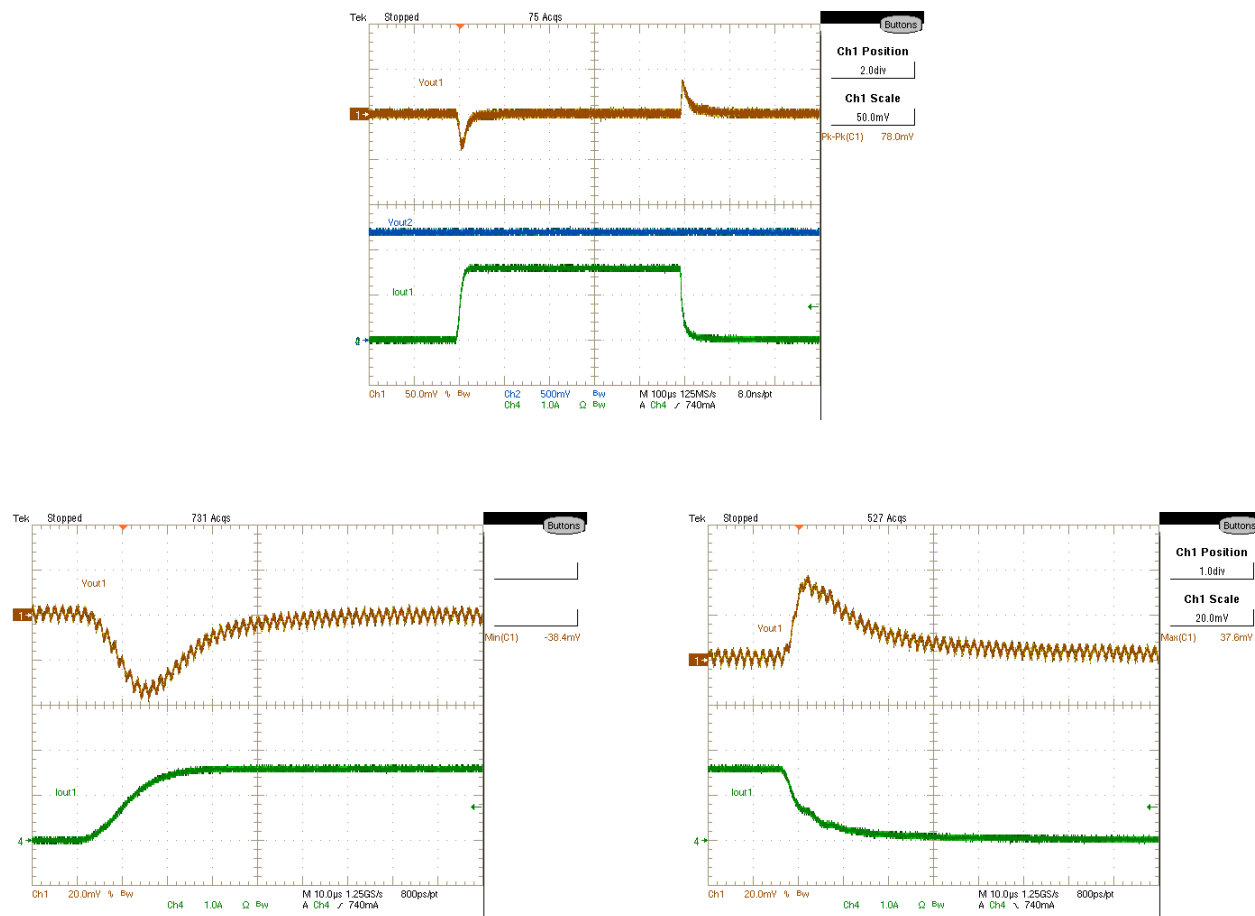 Tek Stopped 75 Acqs
Buttons
Ch1 Position
2.0div
Ch1 Scale
50.0mV
Pk-Pk(C1) 78.0mV
Vout1
1
Vout2
Iout1
Ch1 50.0mV ∿ Bw Ch2 500mV Bw M 100µs 125MS/s 8.0ns/pt
Ch4 1.0A Ω Bw A Ch4 ∕ 740mA
Tek Stopped 731 Acqs
Buttons
Min(C1) -38.4mV
Vout1
1
Iout1
4
Ch1 20.0mV ∿ Bw M 10.0µs 1.25GS/s 800ps/pt
Ch4 1.0A Ω Bw A Ch4 ∕ 740mA
Tek Stopped 527 Acqs
Buttons
Ch1 Position
1.0div
Ch1 Scale
20.0mV
Max(C1) 37.6mV
Vout1
1
Iout1
4
Ch1 20.0mV ∿ Bw M 10.0µs 1.25GS/s 800ps/pt
Ch4 1.0A Ω Bw A Ch4 \ 740mA